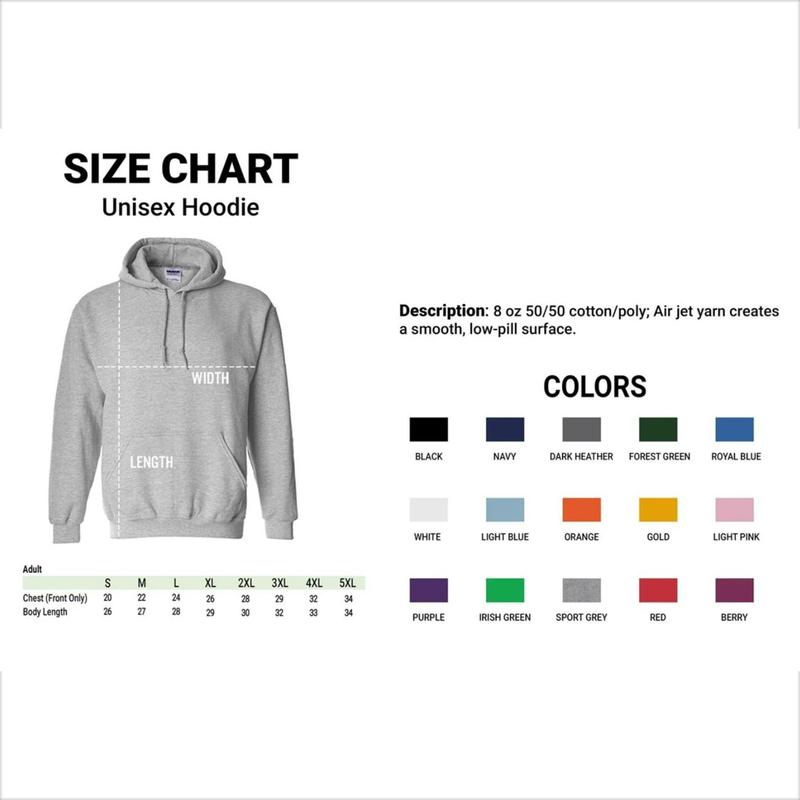 SIZE CHART
Unisex Hoodie
WIDTH
LENGTH
Adult
S M L XL 2XL 3XL 4XL 5XL
Chest (Front Only) 20 22 24 26 28 29 32 34
Body Length 26 27 28 29 30 32 33 34
Description: 8 oz 50/50 cotton/poly; Air jet yarn creates
a smooth, low-pill surface.
COLORS
BLACK NAVY DARK HEATHER FOREST GREEN ROYAL BLUE
WHITE LIGHT BLUE ORANGE GOLD LIGHT PINK
PURPLE IRISH GREEN SPORT GREY RED BERRY